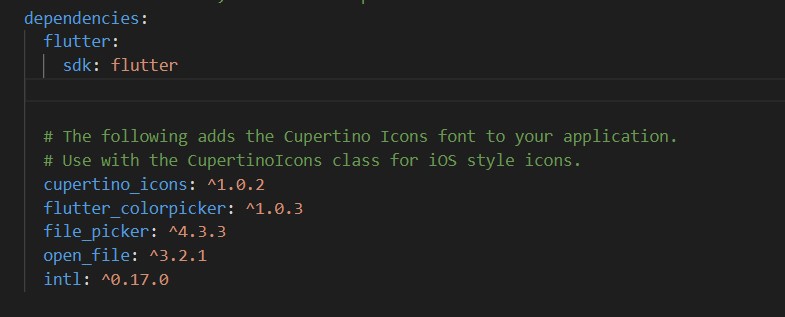 dependencies:
flutter:
sdk: flutter
# The following adds the Cupertino Icons font to your application.
# Use with the CupertinoIcons class for iOS style icons.
cupertino_icons: ^1.0.2
flutter_colorpicker: ^1.0.3
file_picker: ^4.3.3
open_file: ^3.2.1
intl: ^0.17.0